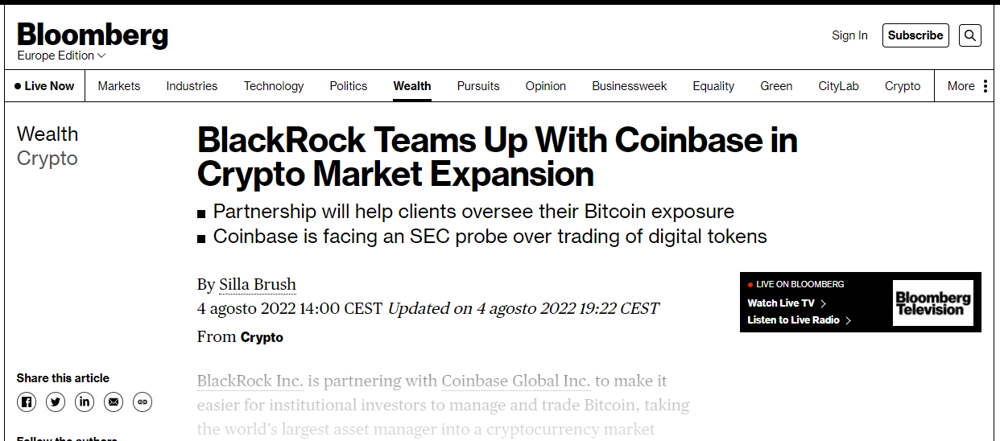 Bloomberg
Europe Edition
Sign In
Subscribe
Live Now
Markets
Industries
Technology
Politics
Wealth
Pursuits
Opinion
Businessweek
Equality
Green
CityLab
Crypto
More
Wealth
Crypto
BlackRock Teams Up With Coinbase in
Crypto Market Expansion
Partnership will help clients oversee their Bitcoin exposure
Coinbase is facing an SEC probe over trading of digital tokens
By Silla Brush
4 agosto 2022 14:00 CEST Updated on 4 agosto 2022 19:22 CEST
From Crypto
LIVE ON BLOOMBERG
Watch Live TV
Listen to Live Radio
Bloomberg
Television
Share this article
BlackRock Inc. is partnering with Coinbase Global Inc. to make it
easier for institutional investors to manage and trade Bitcoin, taking
the world's largest asset manager into a cryptocurrency market
Follow the authors